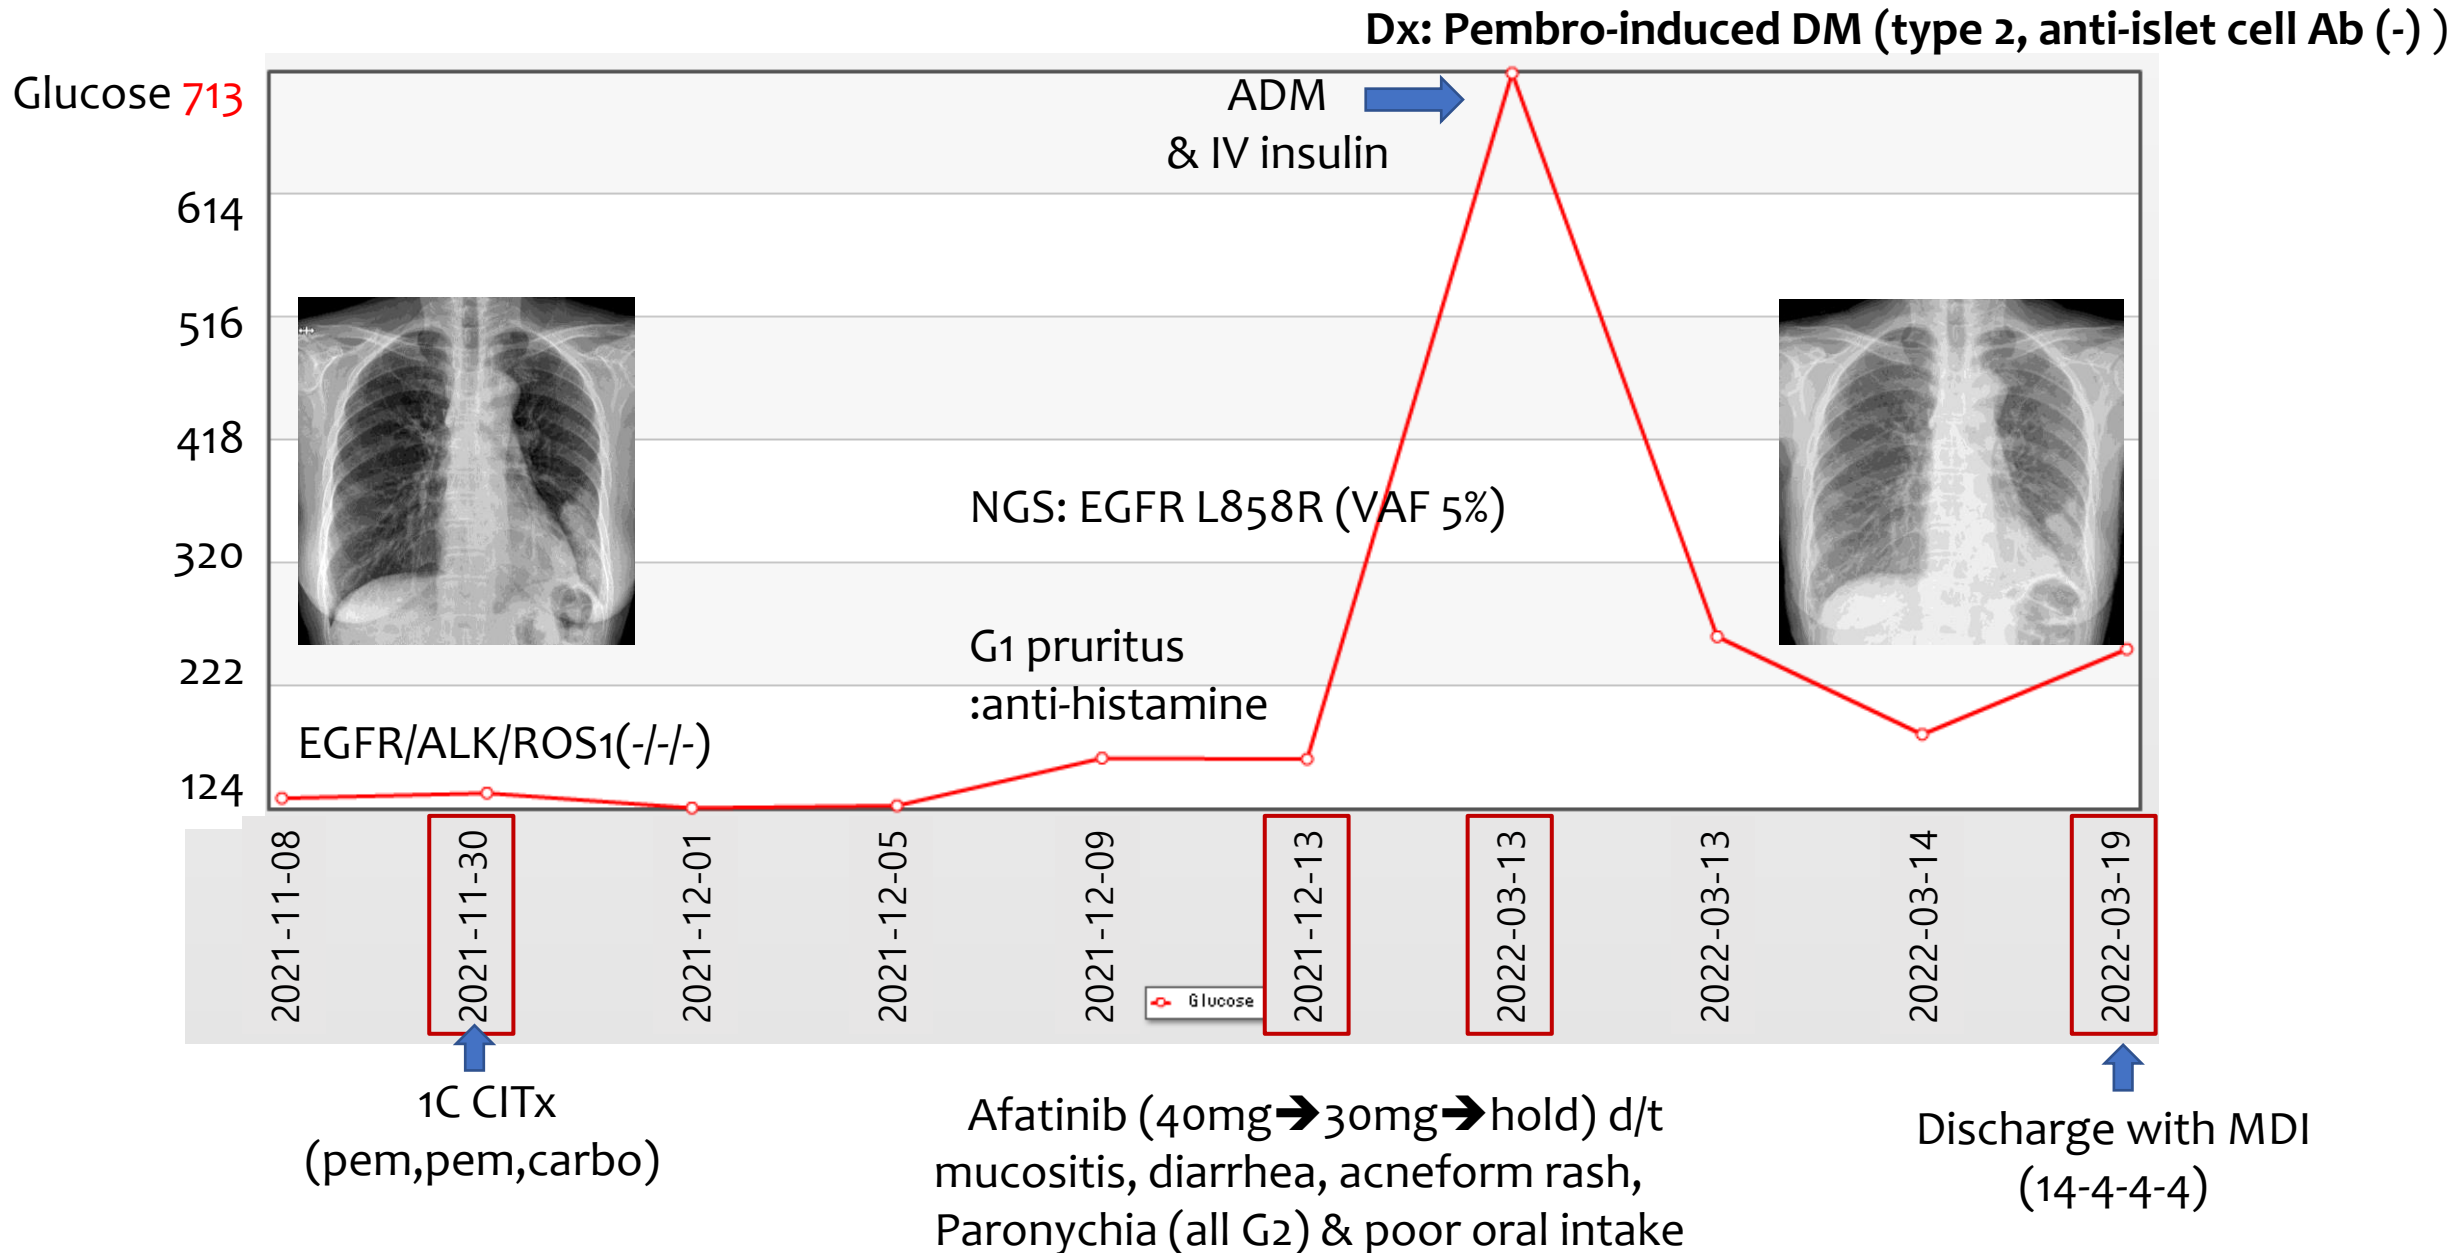 Dx: Pembro-induced DM (type 2, anti-islet cell Ab (-) )
Glucose 713
ADM
& IV insulin
614
516
418
NGS: EGFR L858R (VAF 5%)
320
G1 pruritus
:anti-histamine
222
EGFR/ALK/ROS1(-/-/-)
124
2021-11-08
2021-11-30
2021-12-01
2021-12-05
2021-12-09
2021-12-13
2022-03-13
2022-03-13
2022-03-14
2022-03-19
Glucose
1C CITx
(pem,pem,carbo)
Afatinib (40mg➔30mg➔hold) d/t
mucositis, diarrhea, acneform rash,
Paronychia (all G2) & poor oral intake
Discharge with MDI
(14-4-4-4)